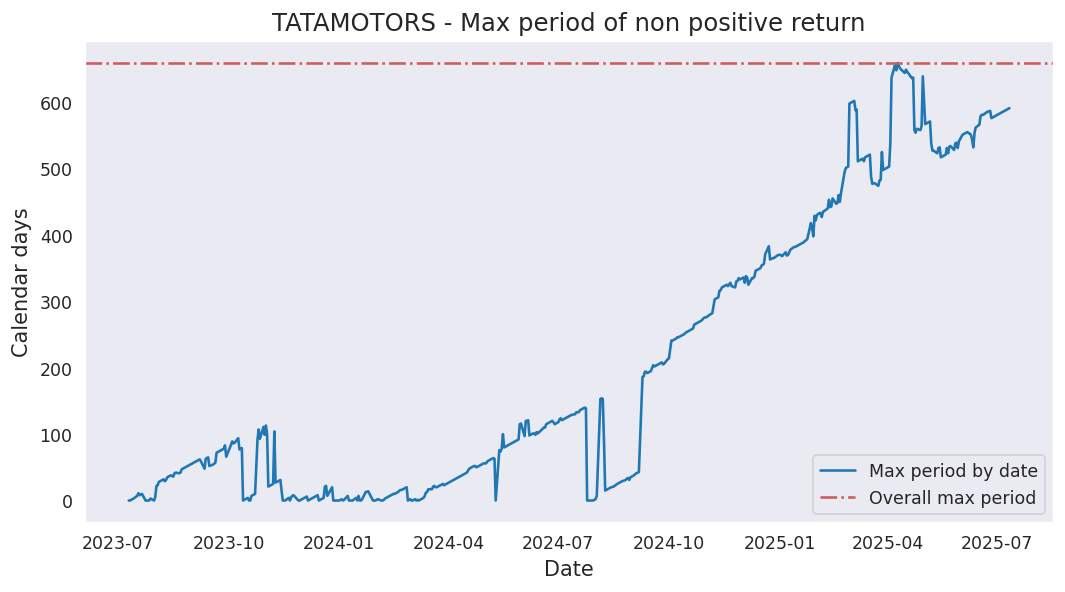 TATAMOTORS - Max period of non positive return
Calendar days
600
500
400
300
200
100
0
2023-07 2023-10 2024-01 2024-04 2024-07 2024-10 2025-01 2025-04 2025-07
Date
Max period by date
Overall max period